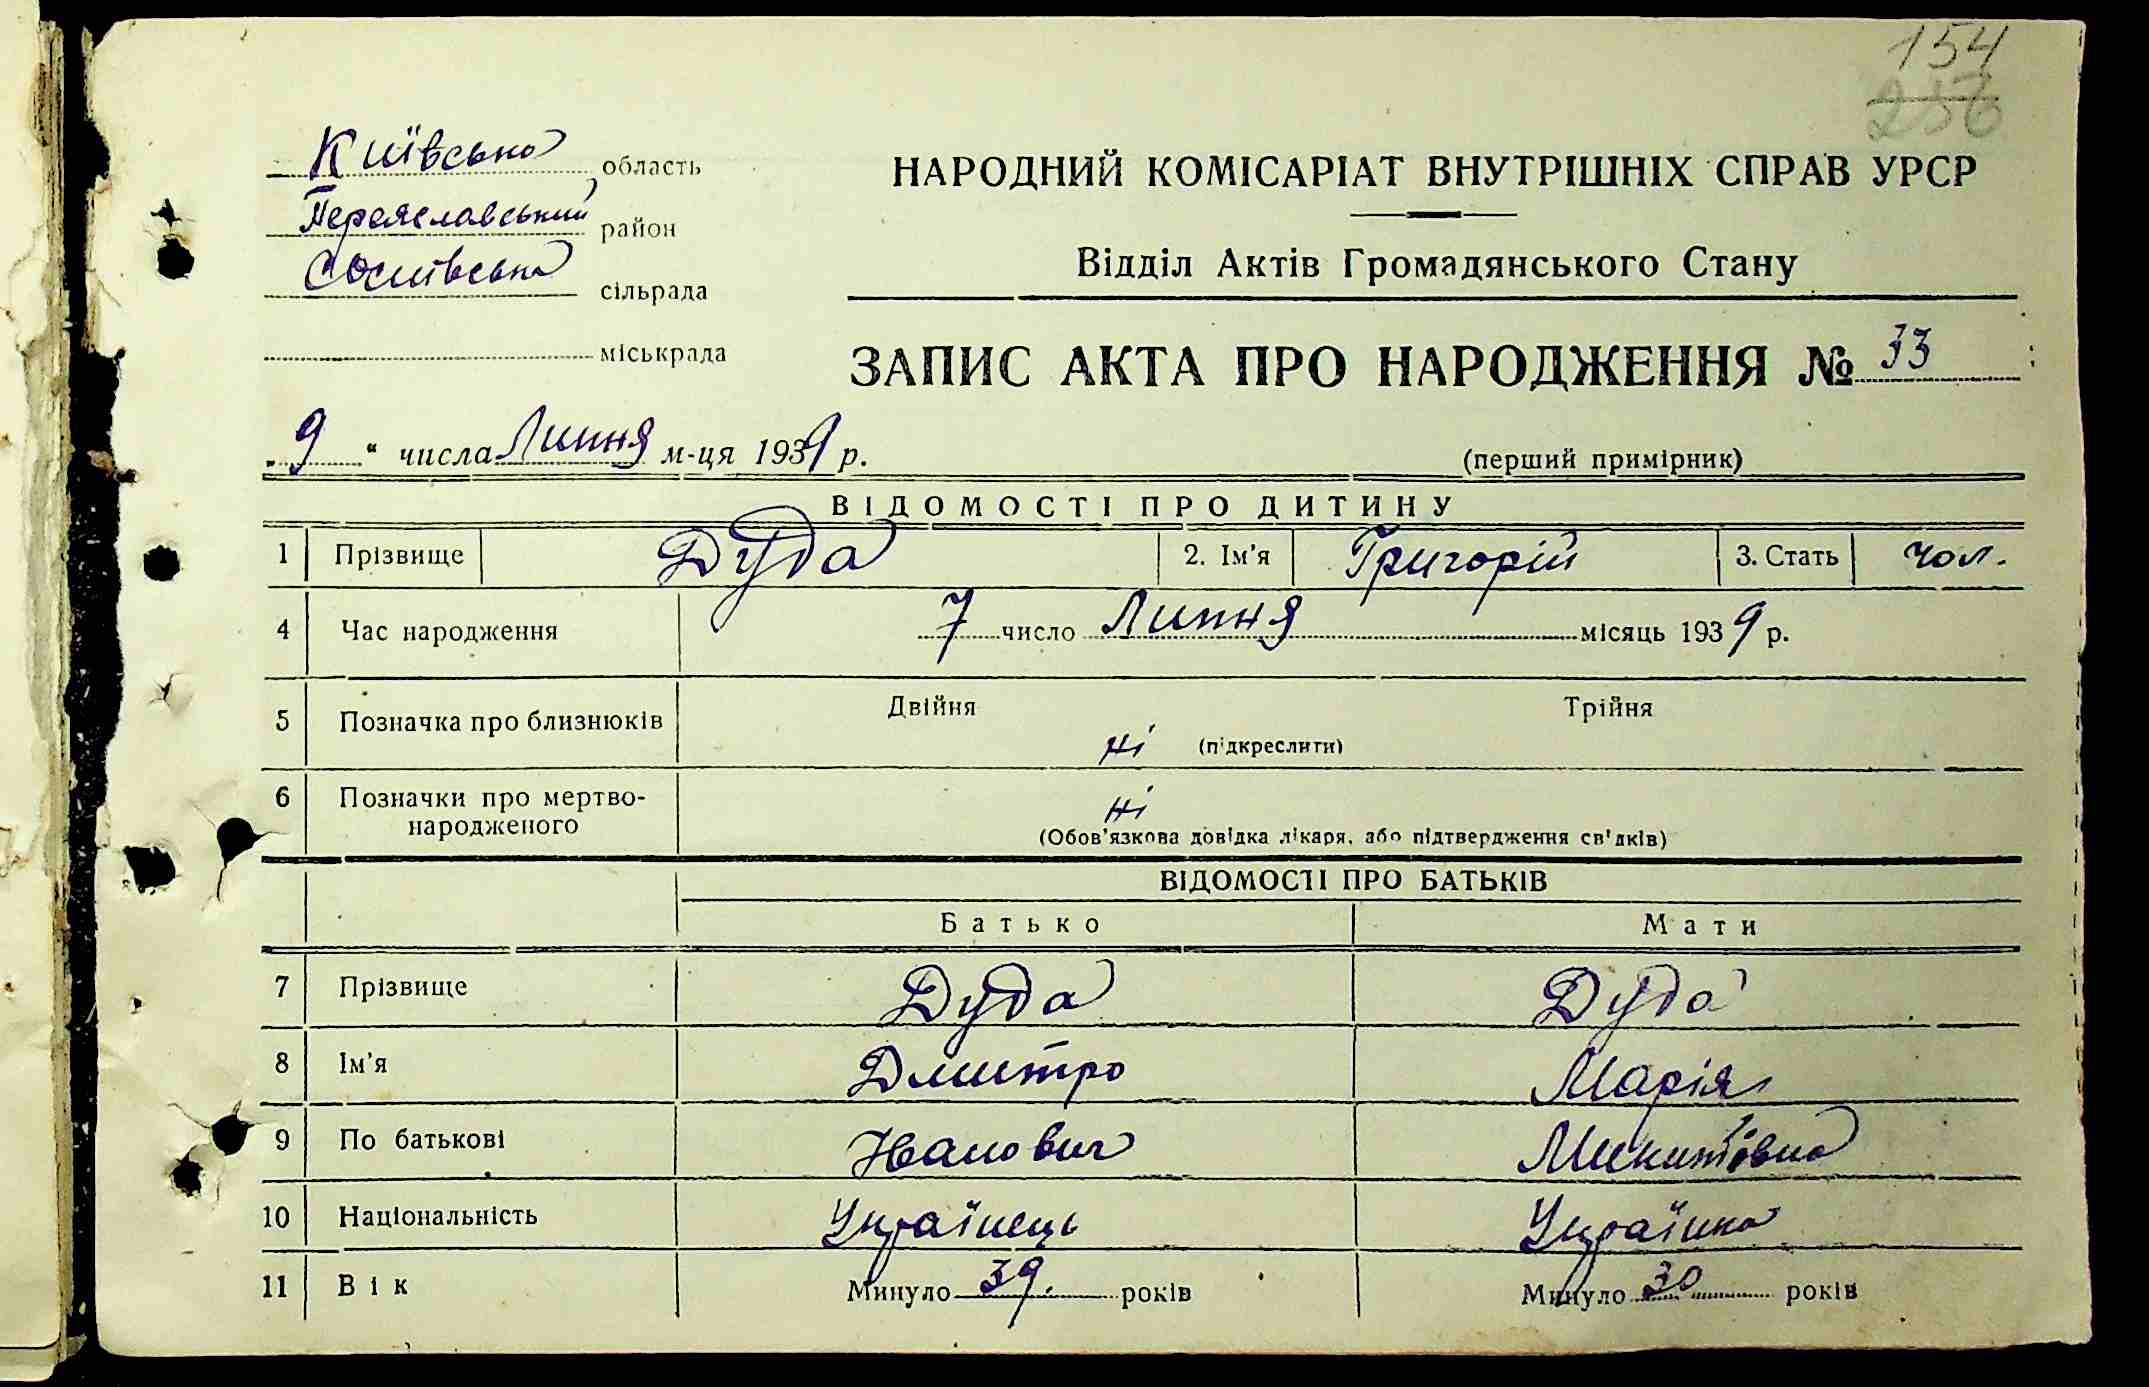 154
256
Київська область
Переяславський район
Соснівська сільрада
міськрада
НАРОДНИЙ КОМІСАРІАТ ВНУТРІШНІХ СПРАВ УРСР
Відділ Актів Громадянського Стану
ЗАПИС АКТА ПРО НАРОДЖЕННЯ № 33
„9“ числа Липня м-ця 1939 р.
(перший примірник)
ВІДОМОСТІ ПРО ДИТИНУ
1 Прізвище Дуда 2. Ім'я Григорій 3. Стать чол.
4 Час народження 7 число Липня місяць 1939 р.
5 Позначка про близнюків Двійня Трійня
ні (підкреслити)
6 Позначки про мертво-
народженого ні
(Обов'язкова довідка лікаря, або підтвердження св'дків)
ВІДОМОСТІ ПРО БАТЬКІВ
Батько Мати
7 Прізвище Дуда Дуда
8 Ім'я Дмитро Марія
9 По батькові Иванович Микитівна
10 Національність Українець Українка
11 Вік Минуло 39. років Минуло 30 років